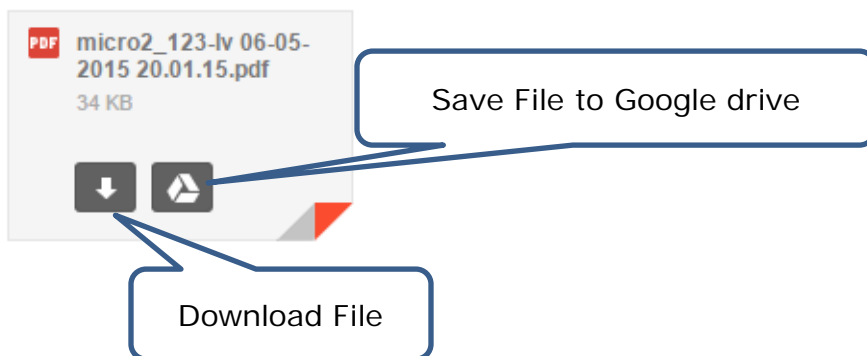 PDF
micro2_123-lv 06-05-
2015 20.01.15.pdf
34 KB
Save File to Google drive
Download File